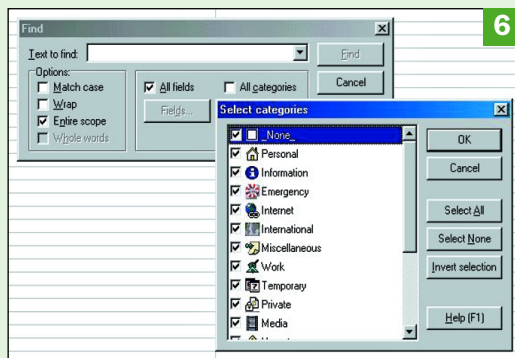 6
Find
Text to find:
Find
Options:
Match case
All fields
All categories
Cancel
Wrap
Fields...
Entire scope
Whole words
Select categories
_None_
OK
Personal
Information
Cancel
Emergency
Internet
Select All
International
Select None
Miscellaneous
Work
Invert selection
Temporary
Private
Help (F1)
Media